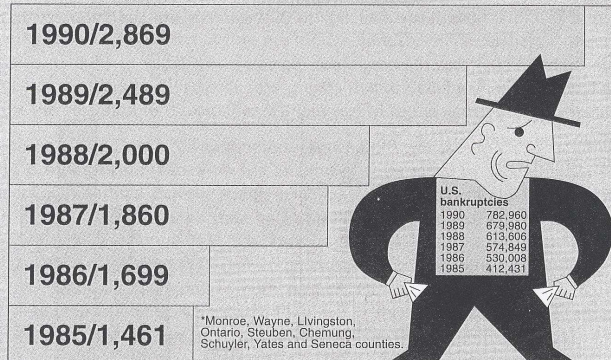 1990/2,869
1989/2,489
1988/2,000
1987/1,860
1986/1,699
1985/1,461
U.S.
bankruptcies
1990 782,960
1989 679,980
1988 613,606
1987 574,849
1986 530,008
1985 412,431
*Monroe, Wayne, LIvingston,
Ontario, Steuben, Chemung,
Schuyler, Yates and Seneca counties.